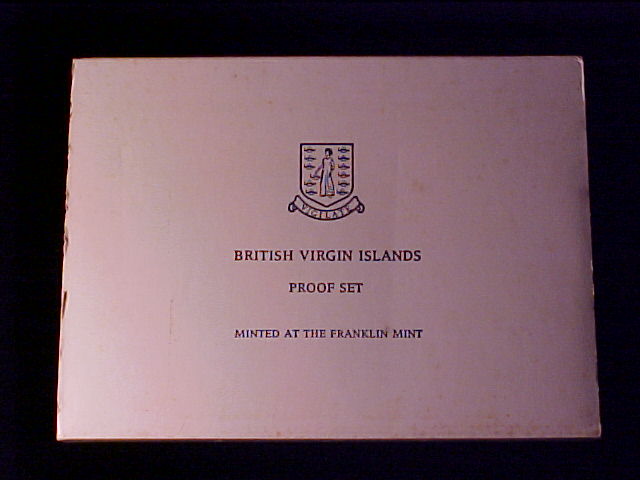 VIGILATE
BRITISH VIRGIN ISLANDS
PROOF SET
MINTED AT THE FRANKLIN MINT